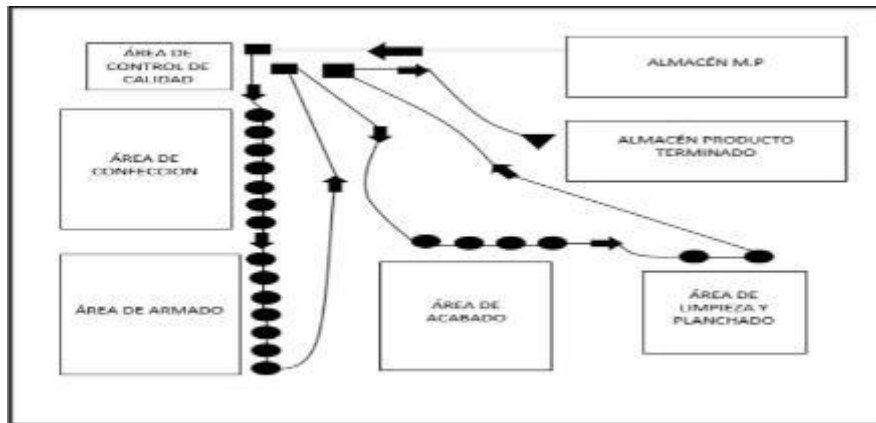 ÁREA DE
CONTROL DE
CALIDAD
ALMACÉN M.P
ALMACÉN PRODUCTO
TERMINADO
ÁREA DE
CONFECCION
ÁREA DE ARMADO
ÁREA DE
ACABADO
ÁREA DE
LIMPIEZA Y
PLANCHADO